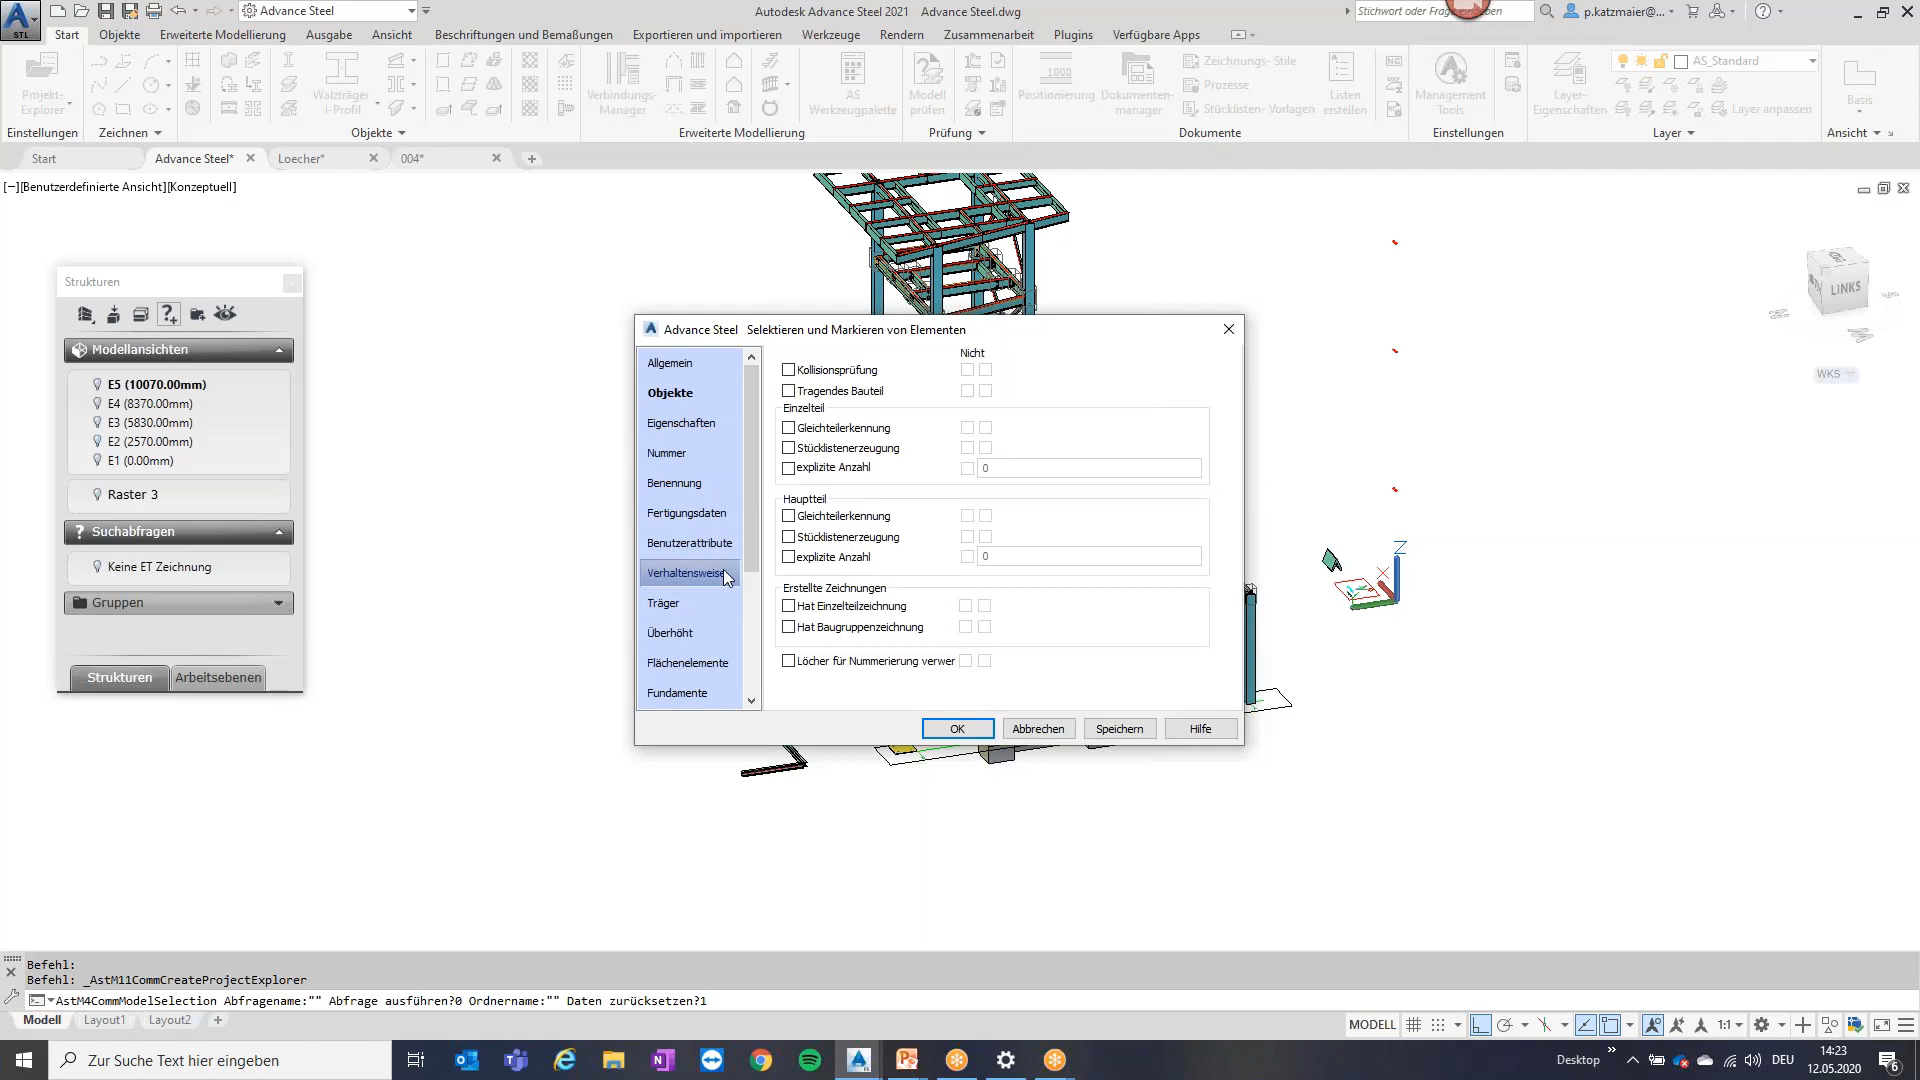 Advance Steel
Autodesk Advance Steel 2021 Advance Steel.dwg
Stichwort oder Frage eingeben
p.katzmaier@...
STL
Start Objekte Erweiterte Modellierung Ausgabe Ansicht Beschriftungen und Bemaßungen Exportieren und importieren Werkzeuge Rendern Zusammenarbeit Plugins Verfügbare Apps
Projekt-
Explorer
Walzträger
I-Profil
Verbindungs-
Manager
AS
Werkzeugpalette
Modell
prüfen
1000
Positionierung
Dokumenten-
manager
Zeichnungs- Stile
Prozesse
Stücklisten- Vorlagen
Listen
erstellen
NC
Management
Tools
Layer-
Eigenschaften
AS_Standard
Layer anpassen
Basis
Einstellungen Zeichnen Objekte Erweiterte Modellierung Prüfung Dokumente Einstellungen Layer Ansicht
Start Advance Steel* Loecher* 004*
[−][Benutzerdefinierte Ansicht][Konzeptuell]
LINKS
WKS
Z
Strukturen
Modellansichten
E5 (10070.00mm)
E4 (8370.00mm)
E3 (5830.00mm)
E2 (2570.00mm)
E1 (0.00mm)
Raster 3
Suchabfragen
Keine ET Zeichnung
Gruppen
Strukturen Arbeitsebenen
Advance Steel Selektieren und Markieren von Elementen
Allgemein
Objekte
Eigenschaften
Nummer
Benennung
Fertigungsdaten
Benutzerattribute
Verhaltensweise
Träger
Überhöht
Flächenelemente
Fundamente
Nicht
Kollisionsprüfung
Tragendes Bauteil
Einzelteil
Gleichteilerkennung
Stücklistenerzeugung
explizite Anzahl 0
Hauptteil
Gleichteilerkennung
Stücklistenerzeugung
explizite Anzahl 0
Erstellte Zeichnungen
Hat Einzelteilzeichnung
Hat Baugruppenzeichnung
Löcher für Nummerierung verwer
OK Abbrechen Speichern Hilfe
Befehl:
Befehl: _AstM11CommCreateProjectExplorer
AstM4CommModelSelection Abfragename:"" Abfrage ausführen?0 Ordnername:"" Daten zurücksetzen?1
Modell Layout1 Layout2
MODELL 1:1
Zur Suche Text hier eingeben
Desktop
DEU
14:23
12.05.2020
6